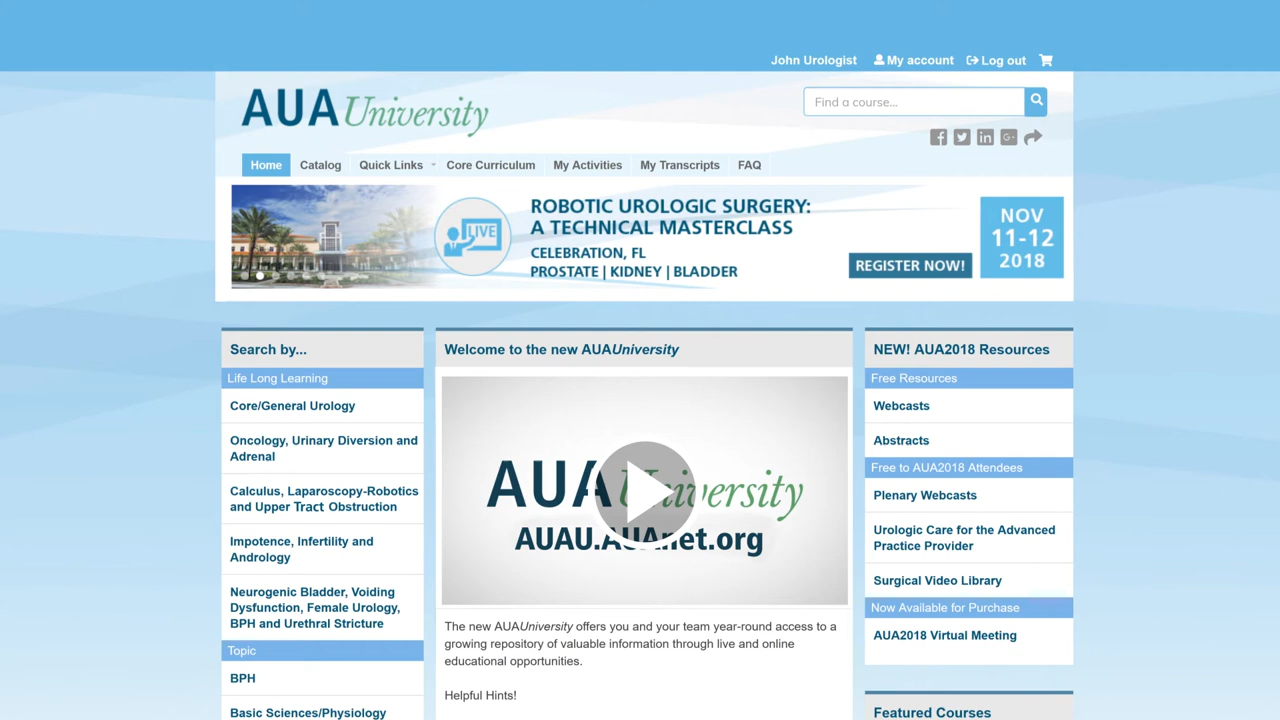 John Urologist My account Log out
AUA University
Find a course...
Home Catalog Quick Links Core Curriculum My Activities My Transcripts FAQ
LIVE
ROBOTIC UROLOGIC SURGERY:
A TECHNICAL MASTERCLASS
CELEBRATION, FL
PROSTATE | KIDNEY | BLADDER
REGISTER NOW!
NOV
11-12
2018
Search by...
Life Long Learning
Core/General Urology
Oncology, Urinary Diversion and
Adrenal
Calculus, Laparoscopy-Robotics
and Upper Tract Obstruction
Impotence, Infertility and
Andrology
Neurogenic Bladder, Voiding
Dysfunction, Female Urology,
BPH and Urethral Stricture
Topic
BPH
Basic Sciences/Physiology
Welcome to the new AUAUniversity
AUA University
AUAU.AUAnet.org
The new AUAUniversity offers you and your team year-round access to a
growing repository of valuable information through live and online
educational opportunities.
Helpful Hints!
NEW! AUA2018 Resources
Free Resources
Webcasts
Abstracts
Free to AUA2018 Attendees
Plenary Webcasts
Urologic Care for the Advanced
Practice Provider
Surgical Video Library
Now Available for Purchase
AUA2018 Virtual Meeting
Featured Courses